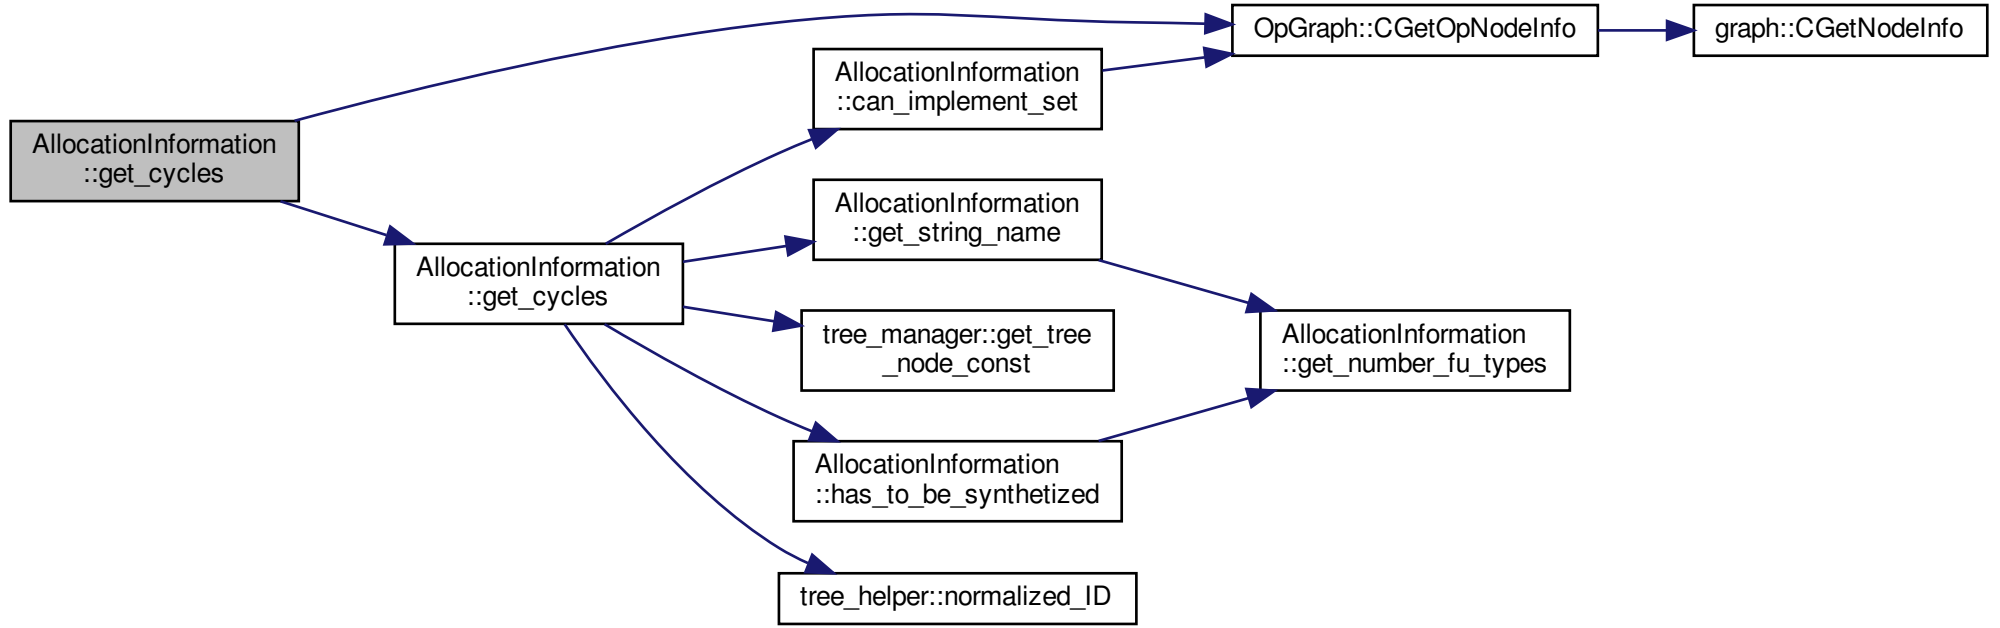 AllocationInformation
::get_cycles
AllocationInformation
::get_cycles
AllocationInformation
::can_implement_set
AllocationInformation
::get_string_name
tree_manager::get_tree
_node_const
AllocationInformation
::has_to_be_synthetized
tree_helper::normalized_ID
OpGraph::CGetOpNodeInfo
AllocationInformation
::get_number_fu_types
graph::CGetNodeInfo